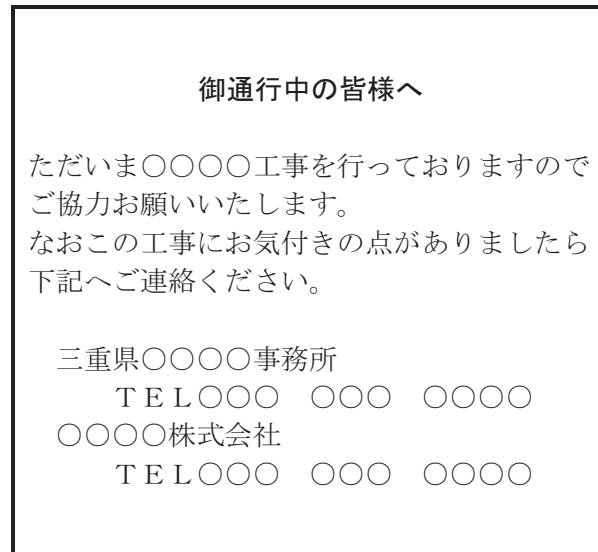 御通行中の皆様へ
ただいま○○○○工事を行っておりますので
ご協力お願いいたします。
なおこの工事にお気付きの点がありましたら
下記へご連絡ください。
三重県○○○○事務所
ＴＥＬ○○○　○○○　○○○○
○○○○株式会社
ＴＥＬ○○○　○○○　○○○○